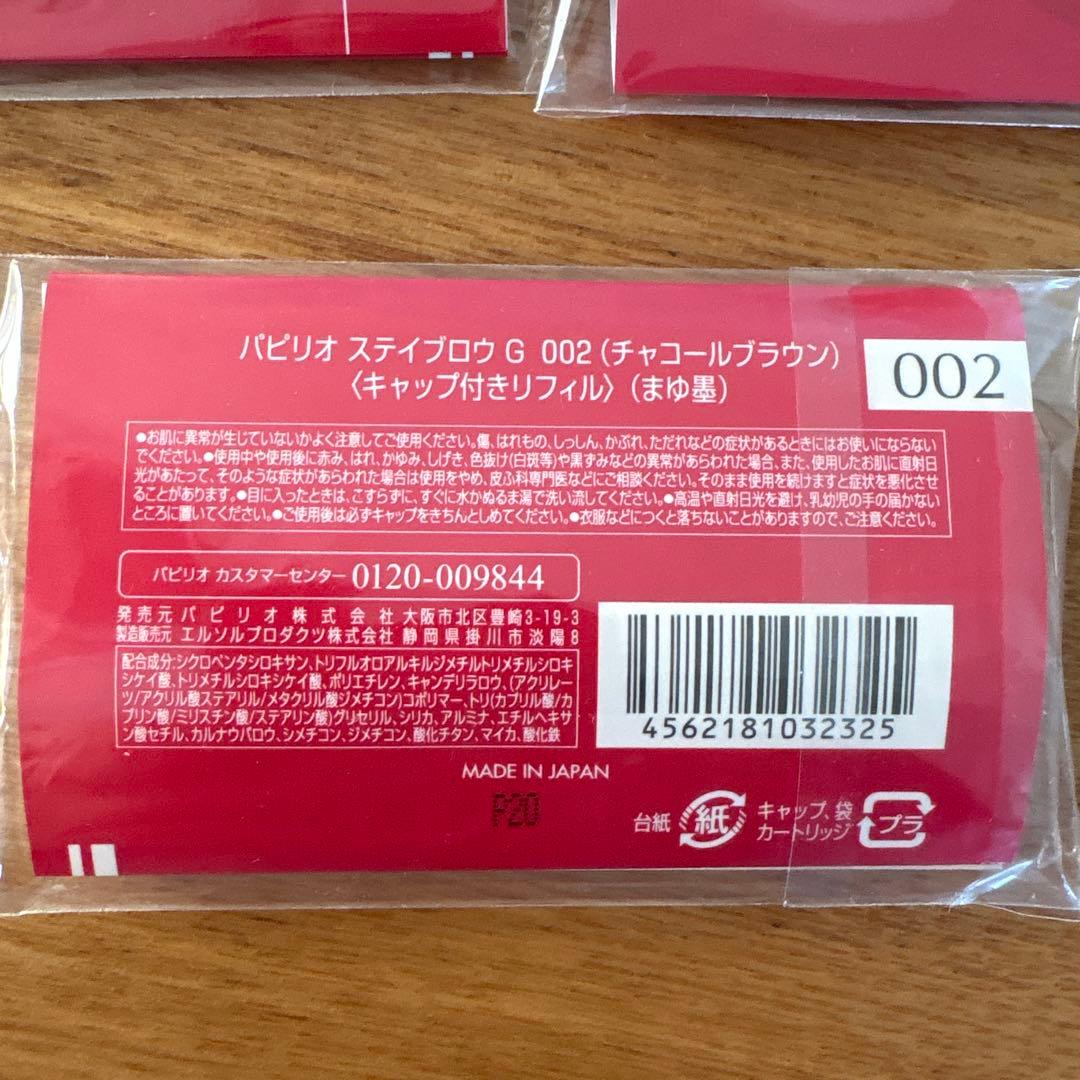 パピリオ ステイブロウ G 002（チャコールブラウン）
〈キャップ付きリフィル〉（まゆ墨）
002
●お肌に異常が生じていないかよく注意してご使用ください。傷、はれもの、しっしん、かぶれ、ただれなどの症状があるときにはお使いにならない
でください。●使用中や使用後に赤み、はれ、かゆみ、しげき、色抜け(白斑等)や黒ずみなどの異常があらわれた場合、また、使用したお肌に直射日
光があたって、そのような症状があらわれた場合は使用をやめ、皮ふ科専門医などにご相談ください。そのまま使用を続けますと症状を悪化させ
ることがあります。●目に入ったときは、こすらずに、すぐに水かぬるま湯で洗い流してください。●高温や直射日光を避け、乳幼児の手の届かない
ところに置いてください。●ご使用後は必ずキャップをきちんとしめてください。●衣服などにつくと落ちないことがありますので、ご注意ください。
パピリオ カスタマーセンター 0120-009844
発売元 パピリオ株式会社 大阪市北区豊崎3-19-3
製造販売元 エルソルプロダクツ株式会社 静岡県掛川市淡陽8
配合成分:シクロペンタシロキサン、トリフルオロアルキルジメチルトリメチルシロキ
シケイ酸、トリメチルシロキシケイ酸、ポリエチレン、キャンデリラロウ、(アクリレー
ツ/アクリル酸ステアリル/メタクリル酸ジメチコン)コポリマー、トリ(カプリル酸/カ
プリン酸/ミリスチン酸/ステアリン酸)グリセリル、シリカ、アルミナ、エチルヘキサ
ン酸セチル、カルナウバロウ、シメチコン、ジメチコン、酸化チタン、マイカ、酸化鉄
4562181032325
MADE IN JAPAN
P20
台紙 紙 キャップ、袋 プラ
カートリッジ